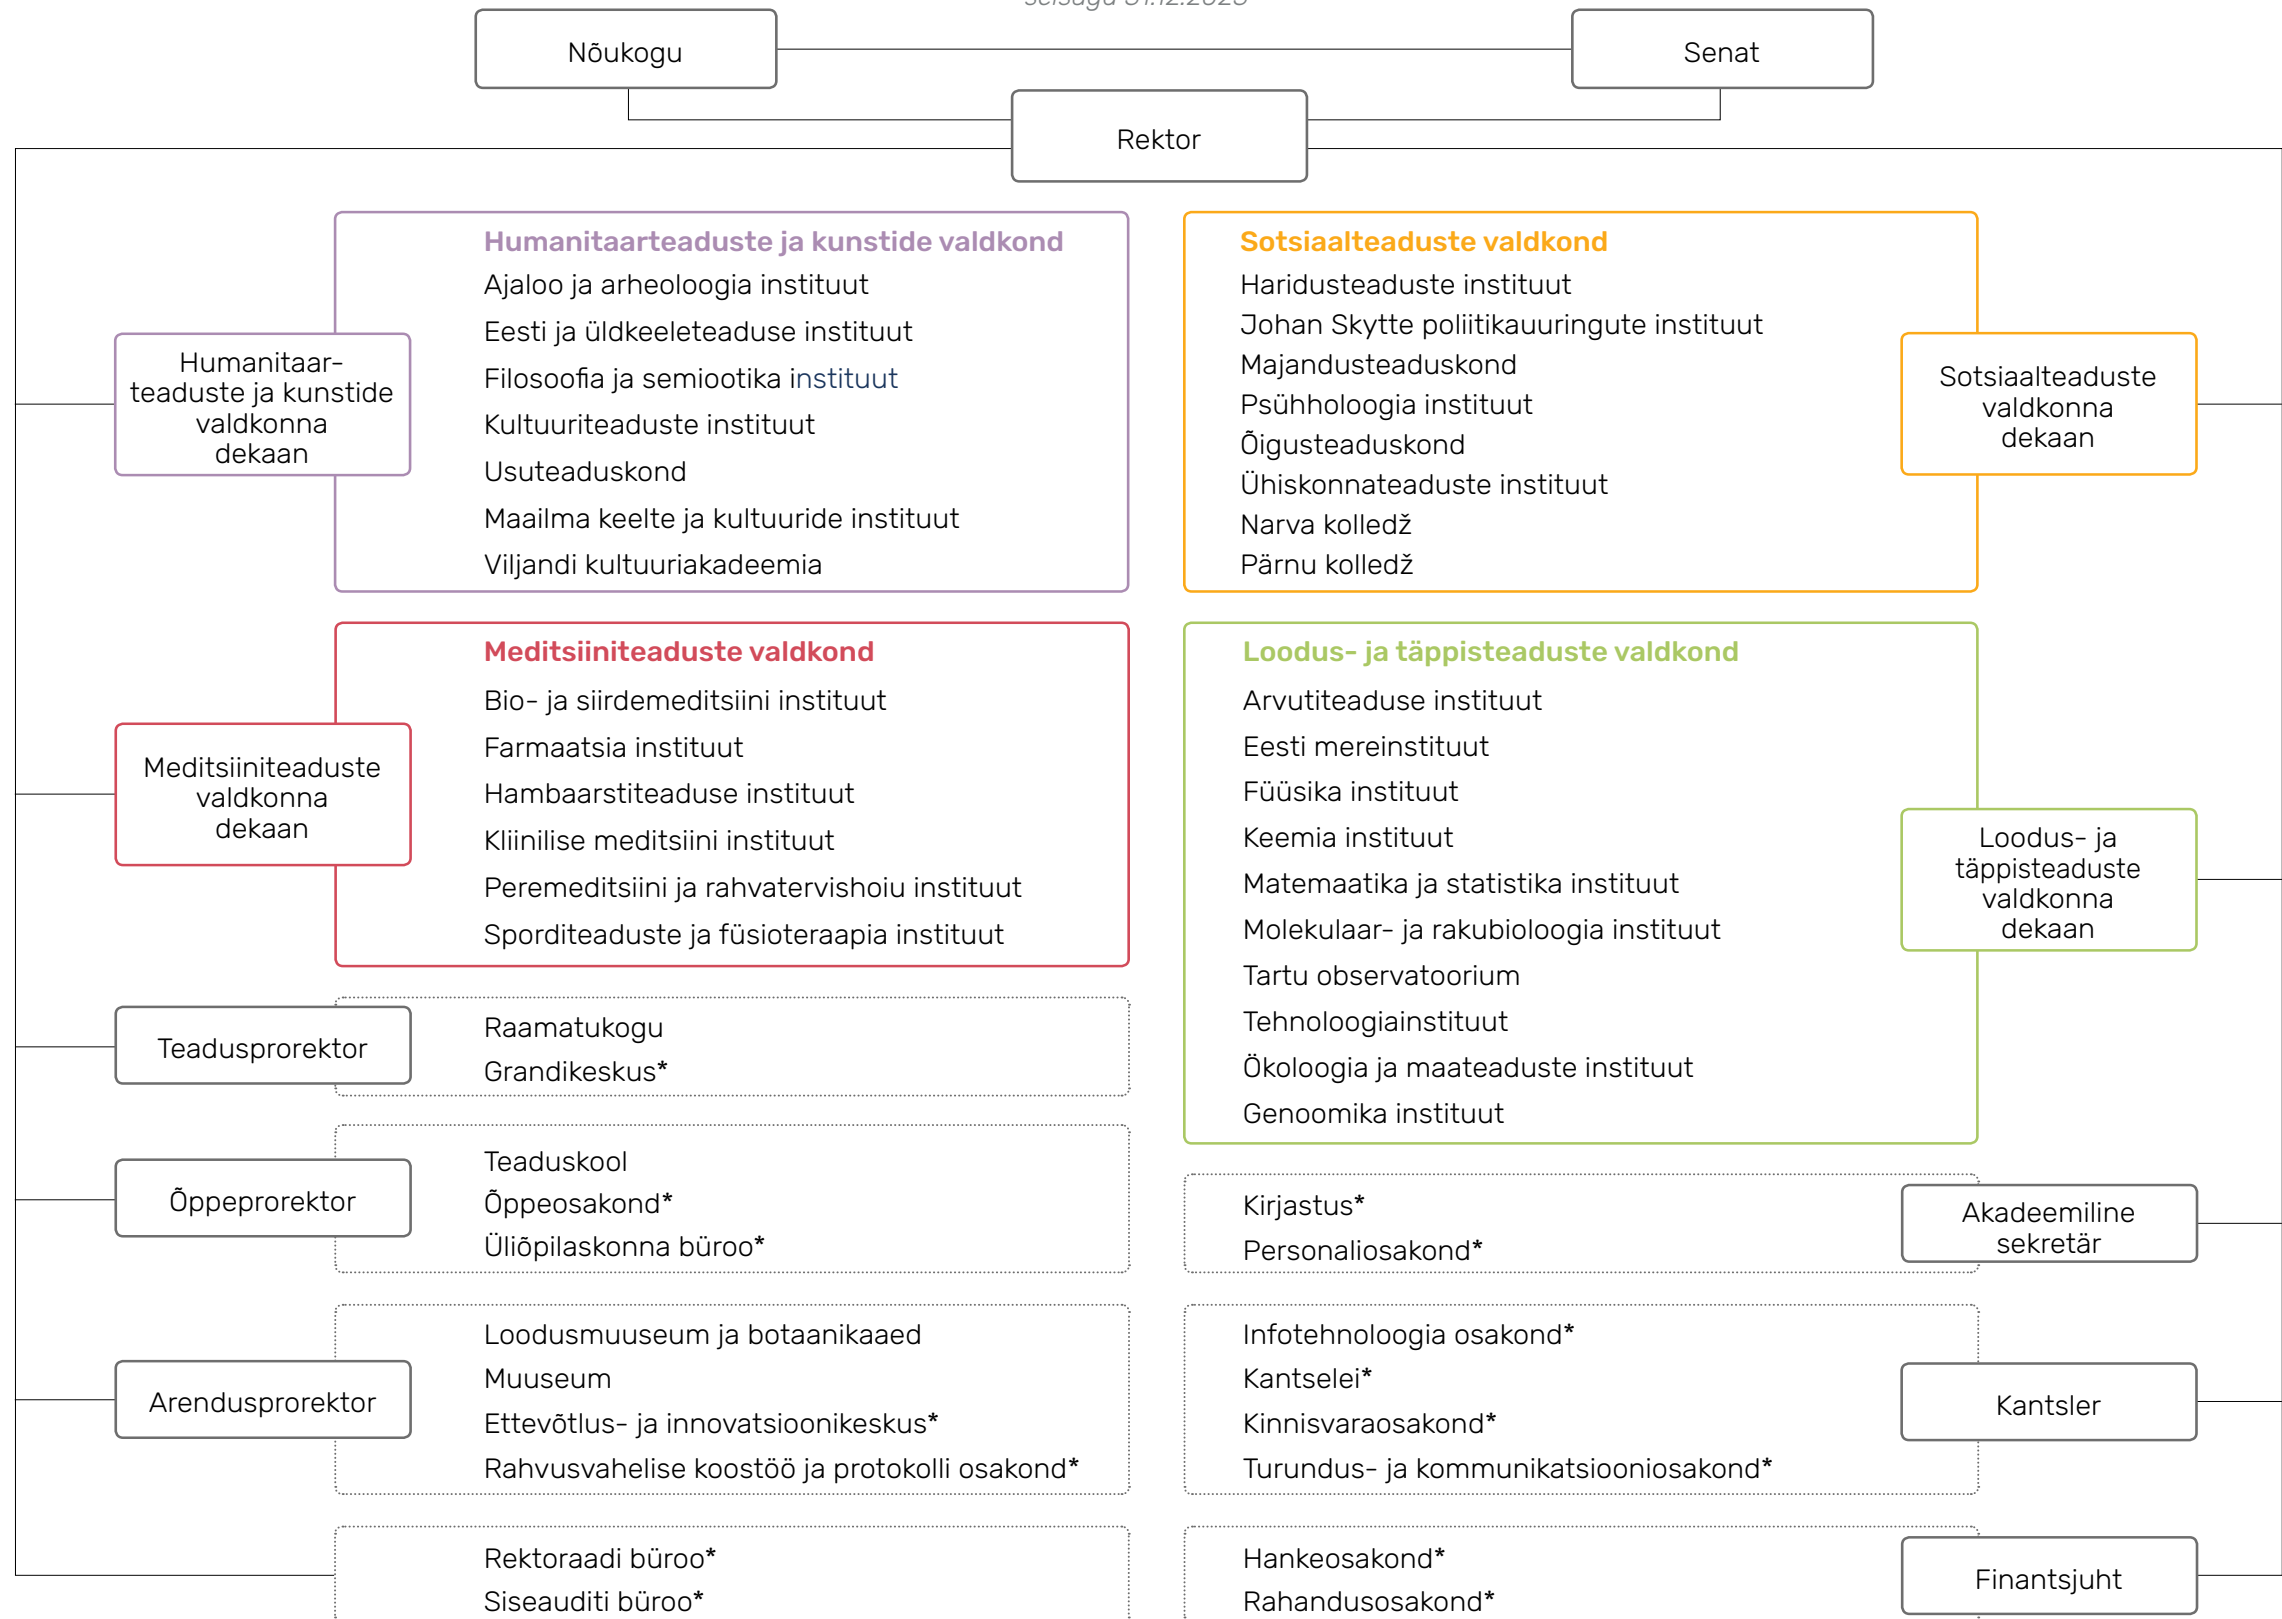 seisuga 31.12.2023
Nõukogu
Senat
Rektor
Humanitaarteaduste ja kunstide valdkond
Ajaloo ja arheoloogia instituut
Eesti ja üldkeeleteaduse instituut
Filosoofia ja semiootika instituut
Kultuuriteaduste instituut
Usuteaduskond
Maailma keelte ja kultuuride instituut
Viljandi kultuuriakadeemia
Humanitaar-
teaduste ja kunstide
valdkonna
dekaan
Sotsiaalteaduste valdkond
Haridusteaduste instituut
Johan Skytte poliitikauuringute instituut
Majandusteaduskond
Psühholoogia instituut
Õigusteaduskond
Ühiskonnateaduste instituut
Narva kolledž
Pärnu kolledž
Sotsiaalteaduste
valdkonna
dekaan
Meditsiiniteaduste valdkond
Bio- ja siirdemeditsiini instituut
Farmaatsia instituut
Hambaarstiteaduse instituut
Kliinilise meditsiini instituut
Peremeditsiini ja rahvatervishoiu instituut
Sporditeaduste ja füsioteraapia instituut
Meditsiiniteaduste
valdkonna
dekaan
Loodus- ja täppisteaduste valdkond
Arvutiteaduse instituut
Eesti mereinstituut
Füüsika instituut
Keemia instituut
Matemaatika ja statistika instituut
Molekulaar- ja rakubioloogia instituut
Tartu observatoorium
Tehnoloogiainstituut
Ökoloogia ja maateaduste instituut
Genoomika instituut
Loodus- ja
täppisteaduste
valdkonna
dekaan
Teadusprorektor
Raamatukogu
Grandikeskus*
Õppeprorektor
Teaduskool
Õppeosakond*
Üliõpilaskonna büroo*
Kirjastus*
Personaliosakond*
Akadeemiline
sekretär
Arendusprorektor
Loodusmuuseum ja botaanikaaed
Muuseum
Ettevõtlus- ja innovatsioonikeskus*
Rahvusvahelise koostöö ja protokolli osakond*
Infotehnoloogia osakond*
Kantselei*
Kinnisvaraosakond*
Turundus- ja kommunikatsiooniosakond*
Kantsler
Rektoraadi büroo*
Siseauditi büroo*
Hankeosakond*
Rahandusosakond*
Finantsjuht